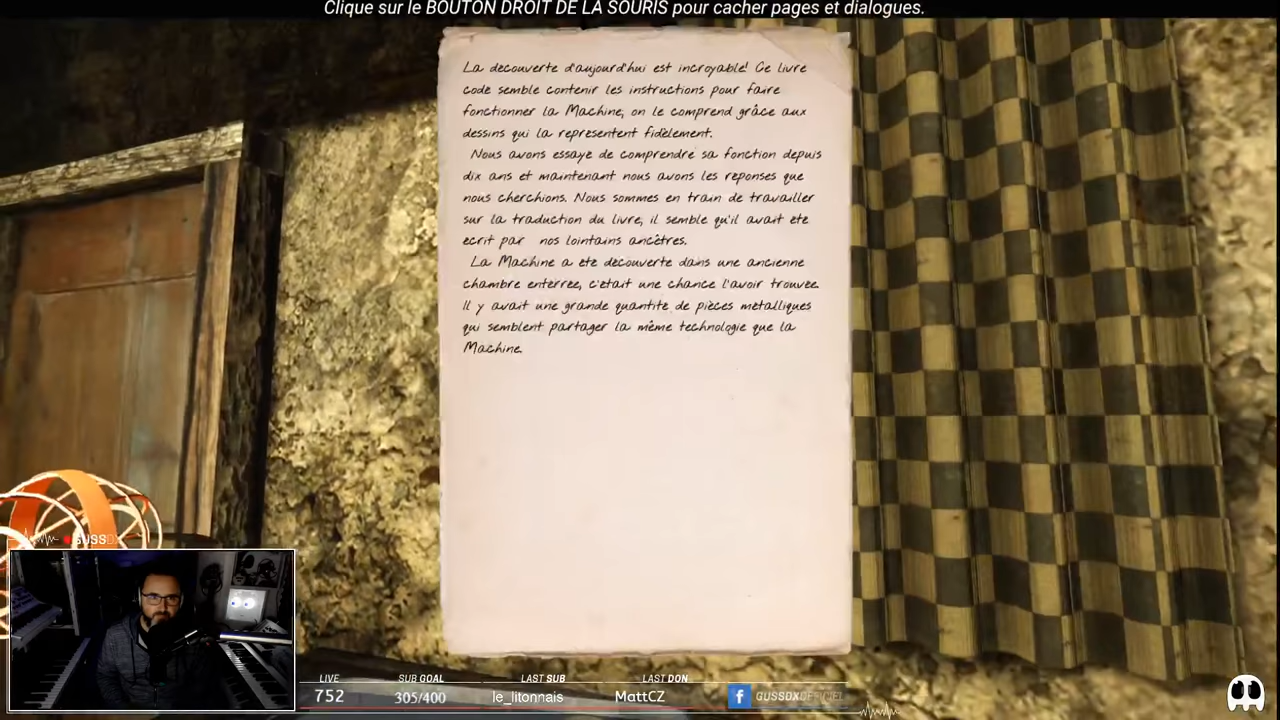 Clique sur le BOUTON DROIT DE LA SOURIS pour cacher pages et dialogues.
La decouverte d'aujourd'hui est incroyable! Ce livre
code semble contenir les instructions pour faire
fonctionner la Machine; on le comprend grâce aux
dessins qui la representent fidèlement.
Nous avons essaye de comprendre sa fonction depuis
dix ans et maintenant nous avons les reponses que
nous cherchions. Nous sommes en train de travailler
sur la traduction du livre, il semble qu'il avait ete
ecrit par nos lointains ancêtres.
La Machine a ete decouverte dains une ancienne
chambre enterree, c'etait une chance l'avoir trouvee.
Il y avait une grande quantite de pièces metalliques
qui semblent partager la même technologie que la
Machine.
GUSSDX
LIVE SUB GOAL LAST SUB LAST DON
752 305/400 le_litonnais MattCZ f GUSSDXOFFICIEL